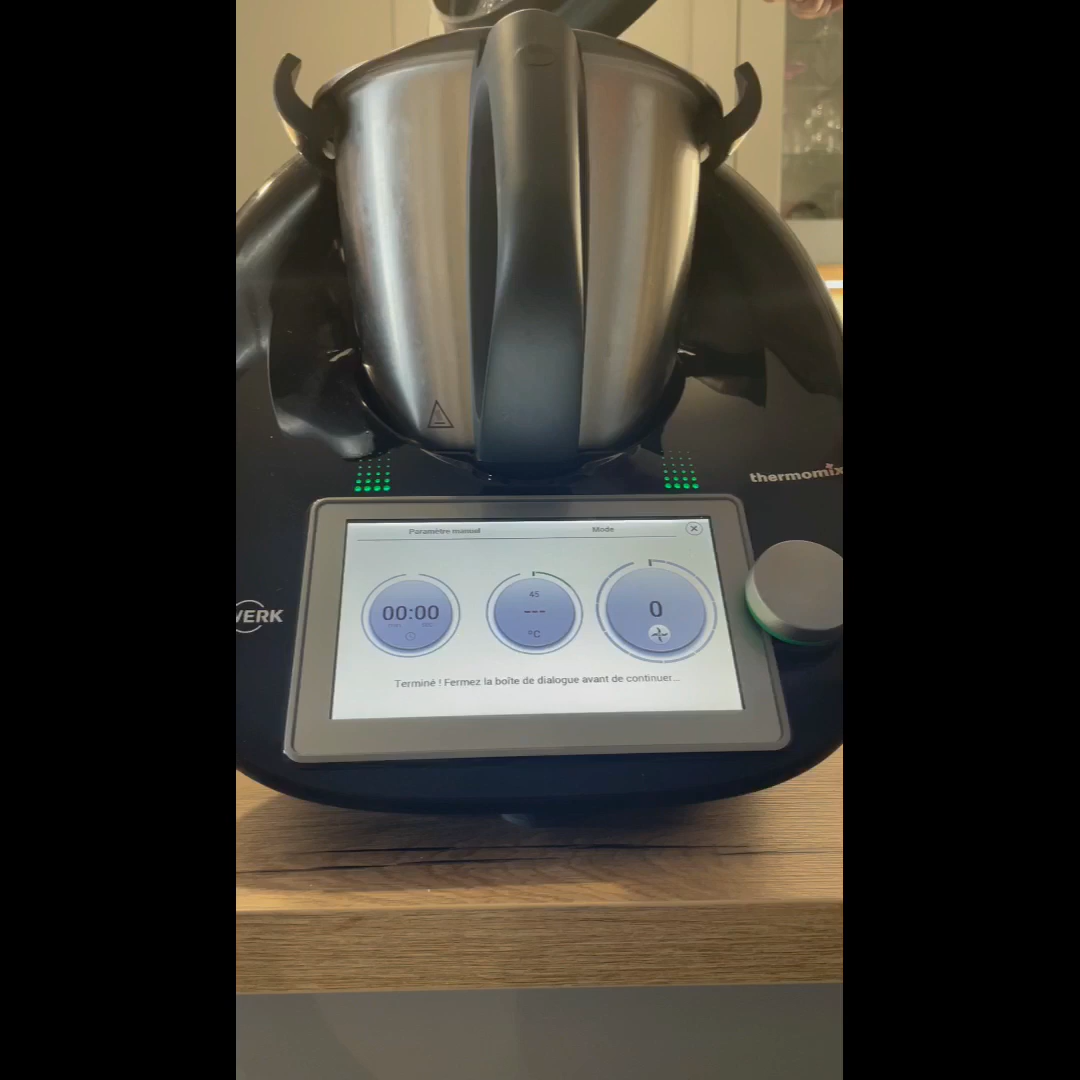 thermomix
Paramètre manuel
Mode
00:00
45
---
°C
0
Terminé ! Fermez la boîte de dialogue avant de continuer...
VERK